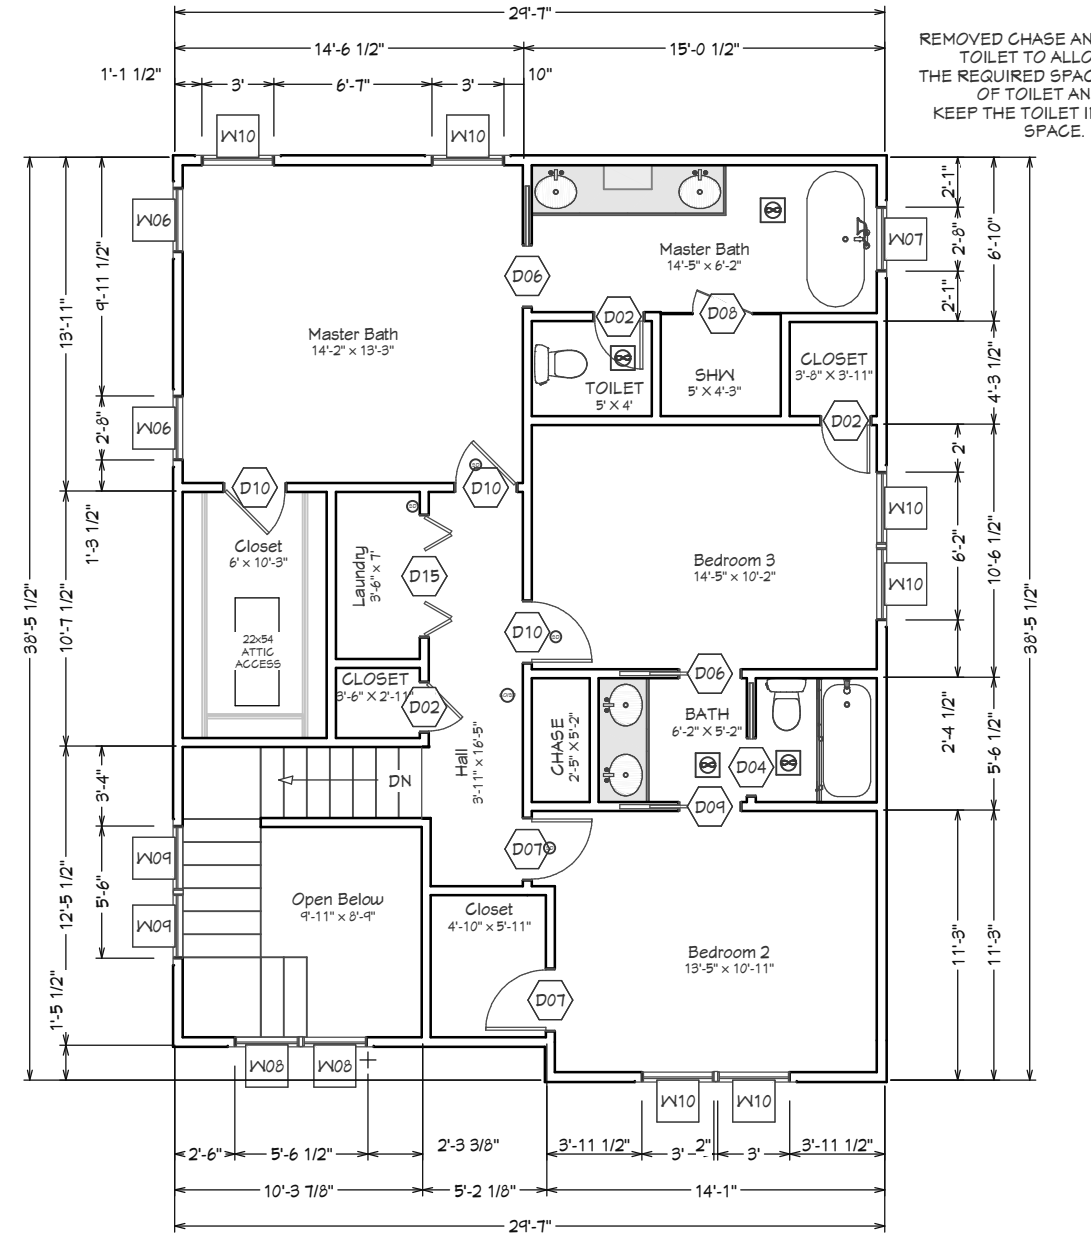 29'-7"
14'-6 1/2"
15'-0 1/2"
1'-1 1/2"
3'
6'-7"
3'
10"
REMOVED CHASE AN
TOILET TO ALLO
THE REQUIRED SPAC
OF TOILET AN
KEEP THE TOILET I
SPACE.
W10
W10
W06
W06
W07
2'-1"
2'-8"
2'-1"
6'-10"
9'-11 1/2"
13'-11"
2'-8"
1'-3 1/2"
38'-5 1/2"
Master Bath
14'-5" x 6'-2"
D06
D02
D08
Master Bath
14'-2" x 13'-3"
TOILET
5' X 4'
SHW
5' X 4'-3"
CLOSET
3'-8" X 3'-11"
D02
4'-3 1/2"
2'
D10
D10
W10
W10
6'-2"
10'-6 1/2"
38'-5 1/2"
Closet
6' x 10'-3"
22x54
ATTIC
ACCESS
Laundry
3'-6" x 7'
D15
Bedroom 3
14'-5" x 10'-2"
D10
10'-7 1/2"
CLOSET
3'-6" X 2'-11"
D02
Hall
3'-11" x 16'-5"
CHASE
2'-5" X 5'-2"
D06
BATH
6'-2" X 5'-2"
D04
D09
2'-4 1/2"
5'-6 1/2"
DN
3'-4"
W09
W09
5'-6"
12'-5 1/2"
1'-5 1/2"
Open Below
9'-11" x 8'-9"
D07
Closet
4'-10" x 5'-11"
D07
Bedroom 2
13'-5" x 10'-11"
11'-3"
11'-3"
W08
W08
W10
W10
2'-6"
5'-6 1/2"
2'-3 3/8"
3'-11 1/2"
3'
2"
3'
3'-11 1/2"
10'-3 7/8"
5'-2 1/8"
14'-1"
29'-7"